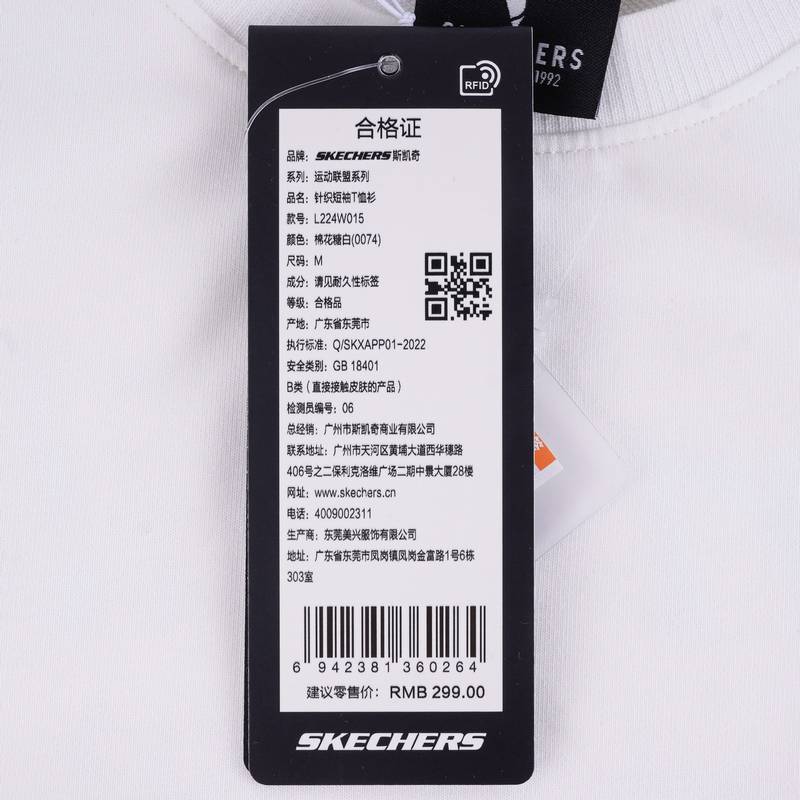 ERS
1992
RFID
合格证
品牌: SKECHERS 斯凯奇
系列: 运动联盟系列
品名: 针织短袖T恤衫
款号: L224W015
颜色: 棉花糖白(0074)
尺码: M
成分: 请见耐久性标签
等级: 合格品
产地: 广东省东莞市
执行标准: Q/SKXAPP01-2022
安全类别: GB 18401
B类（直接接触皮肤的产品）
检测员编号: 06
总经销: 广州市斯凯奇商业有限公司
联系地址: 广州市天河区黄埔大道西华穗路
406号之二保利克洛维广场二期中景大厦28楼
网址: www.skechers.cn
电话: 4009002311
生产商: 东莞美兴服饰有限公司
地址: 广东省东莞市凤岗镇凤岗金富路1号6栋
303室
6 942381 360264
建议零售价: RMB 299.00
SKECHERS